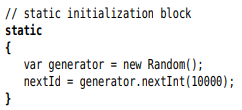 // static initialization block
static
{
   var generator = new Random();
   nextId = generator.nextInt(10000);
}